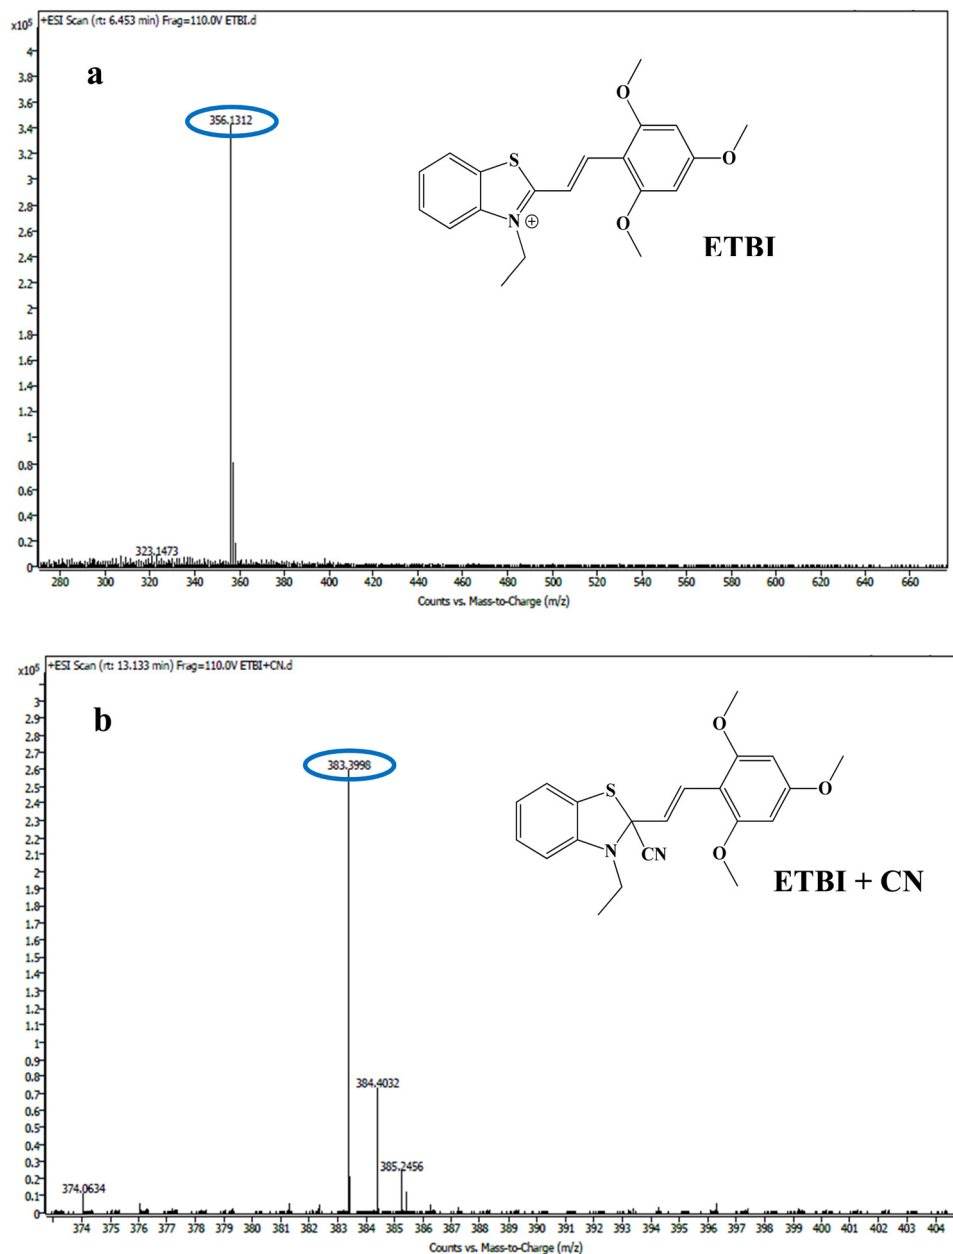 +ESI Scan (rt: 6.453 min) Frag=110.0V ETBI.d
x10⁵
4
3.8
3.6
3.4
3.2
3
2.8
2.6
2.4
2.2
2
1.8
1.6
1.4
1.2
1
0.8
0.6
0.4
0.2
0
a
356.1312
323.1473
O
O
O
S
N
⊕
ETBI
280 300 320 340 360 380 400 420 440 460 480 500 520 540 560 580 600 620 640 660
Counts vs. Mass-to-Charge (m/z)
+ESI Scan (rt: 13.133 min) Frag=110.0V ETBI+CN.d
x10⁵
3
2.9
2.8
2.7
2.6
2.5
2.4
2.3
2.2
2.1
2
1.9
1.8
1.7
1.6
1.5
1.4
1.3
1.2
1.1
1
0.9
0.8
0.7
0.6
0.5
0.4
0.3
0.2
0.1
0
b
383.3998
384.4032
385.2456
374.0634
O
O
O
S
N
CN
ETBI + CN
374 375 376 377 378 379 380 381 382 383 384 385 386 387 388 389 390 391 392 393 394 395 396 397 398 399 400 401 402 403 404
Counts vs. Mass-to-Charge (m/z)